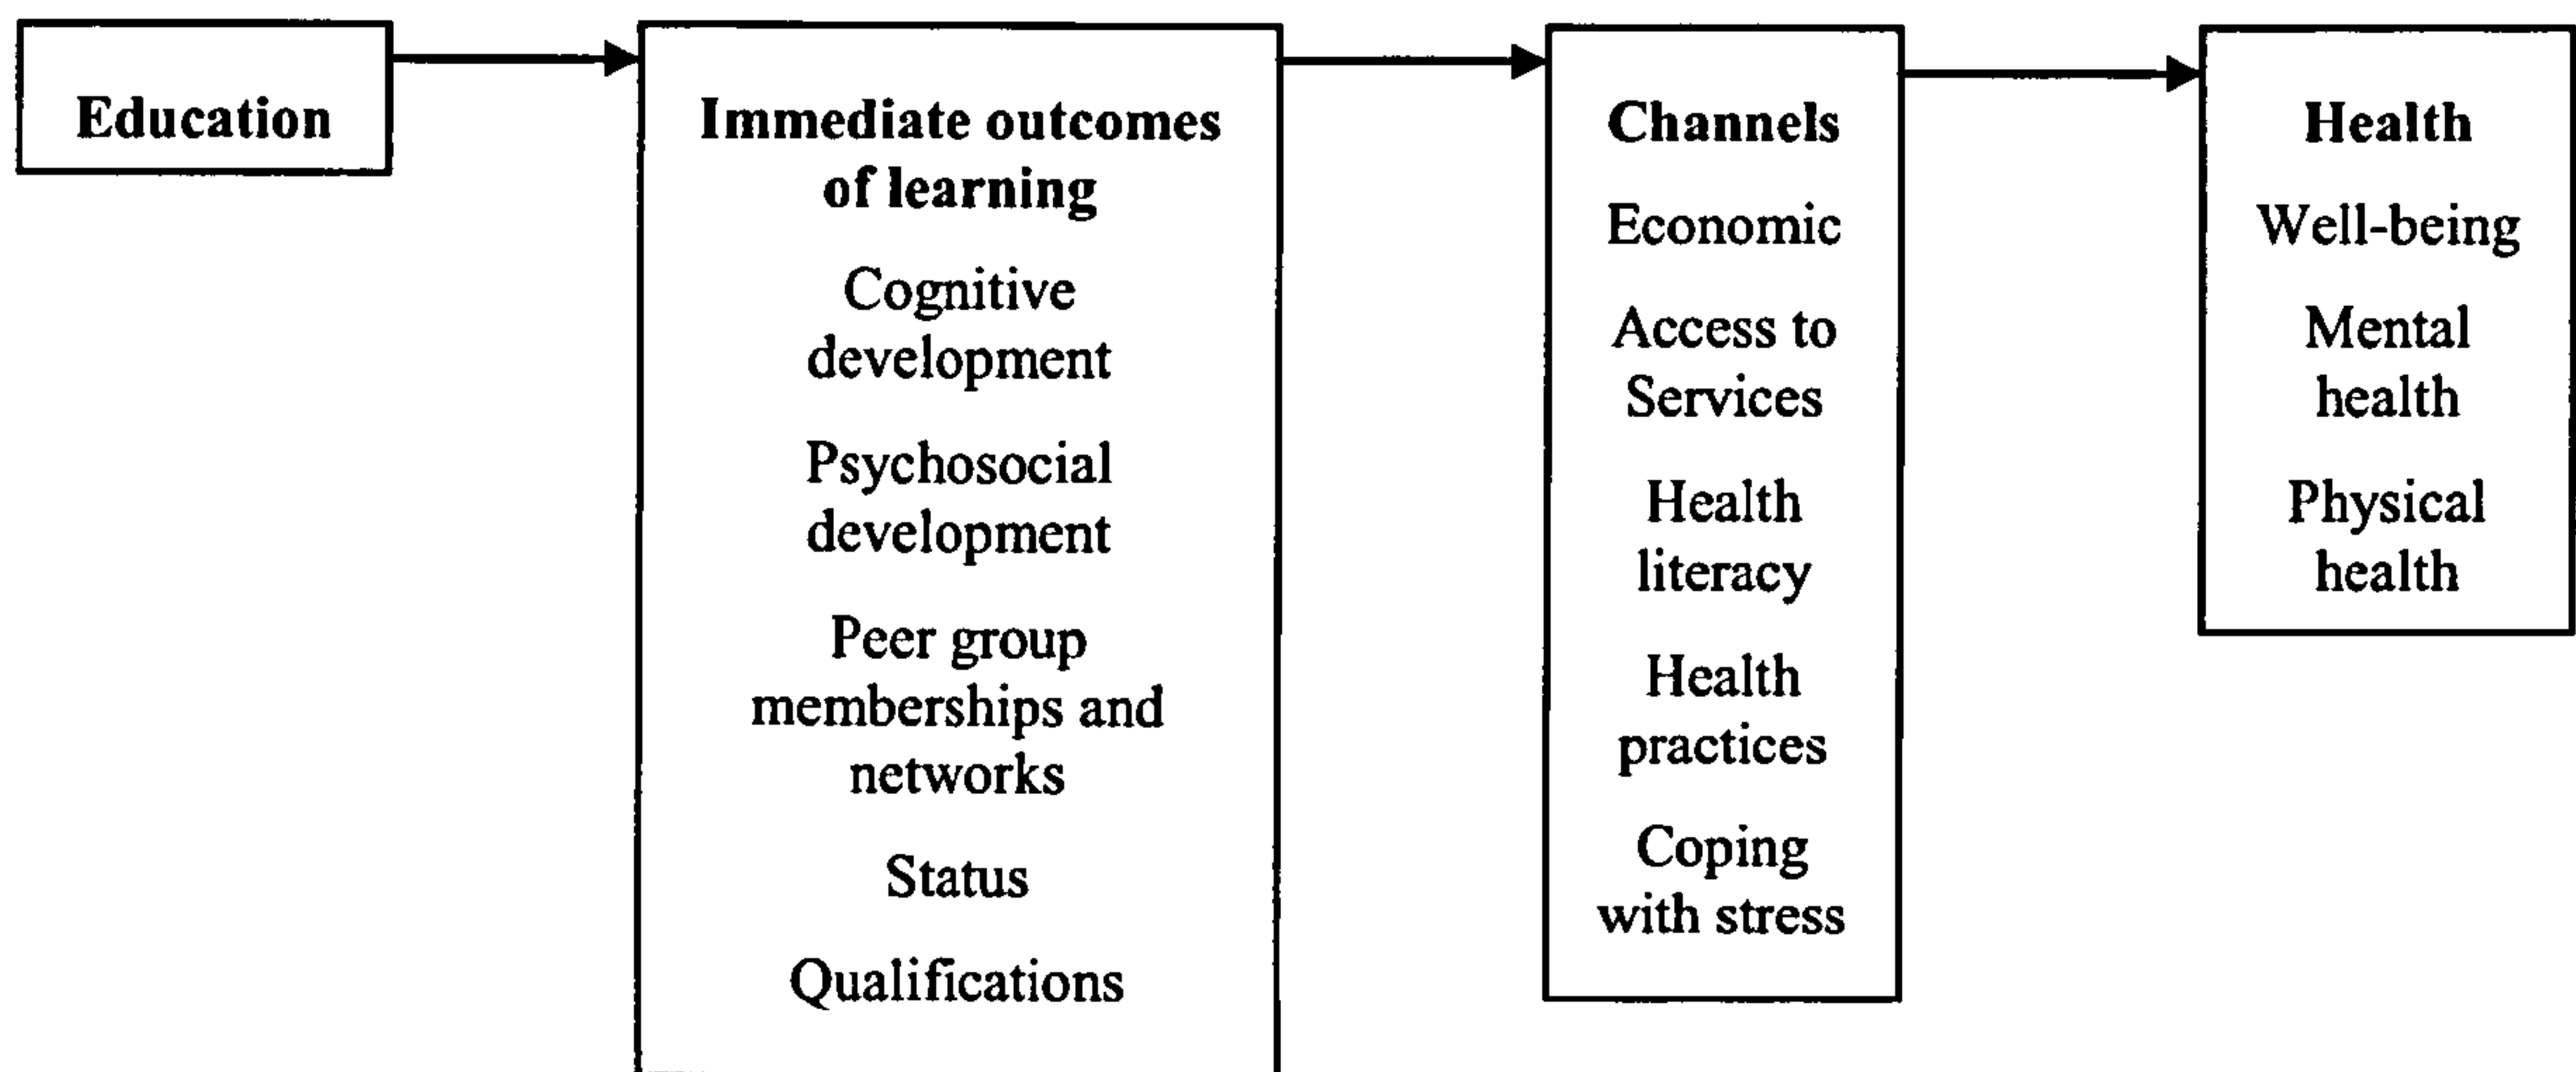 Education
Immediate outcomes
of learning
Cognitive
development
Psychosocial
development
Peer group
memberships and
networks
Status
Qualifications
Channels
Economic
Access to
Services
Health
literacy
Health
practices
Coping
with stress
Health
Well-being
Mental
health
Physical
health